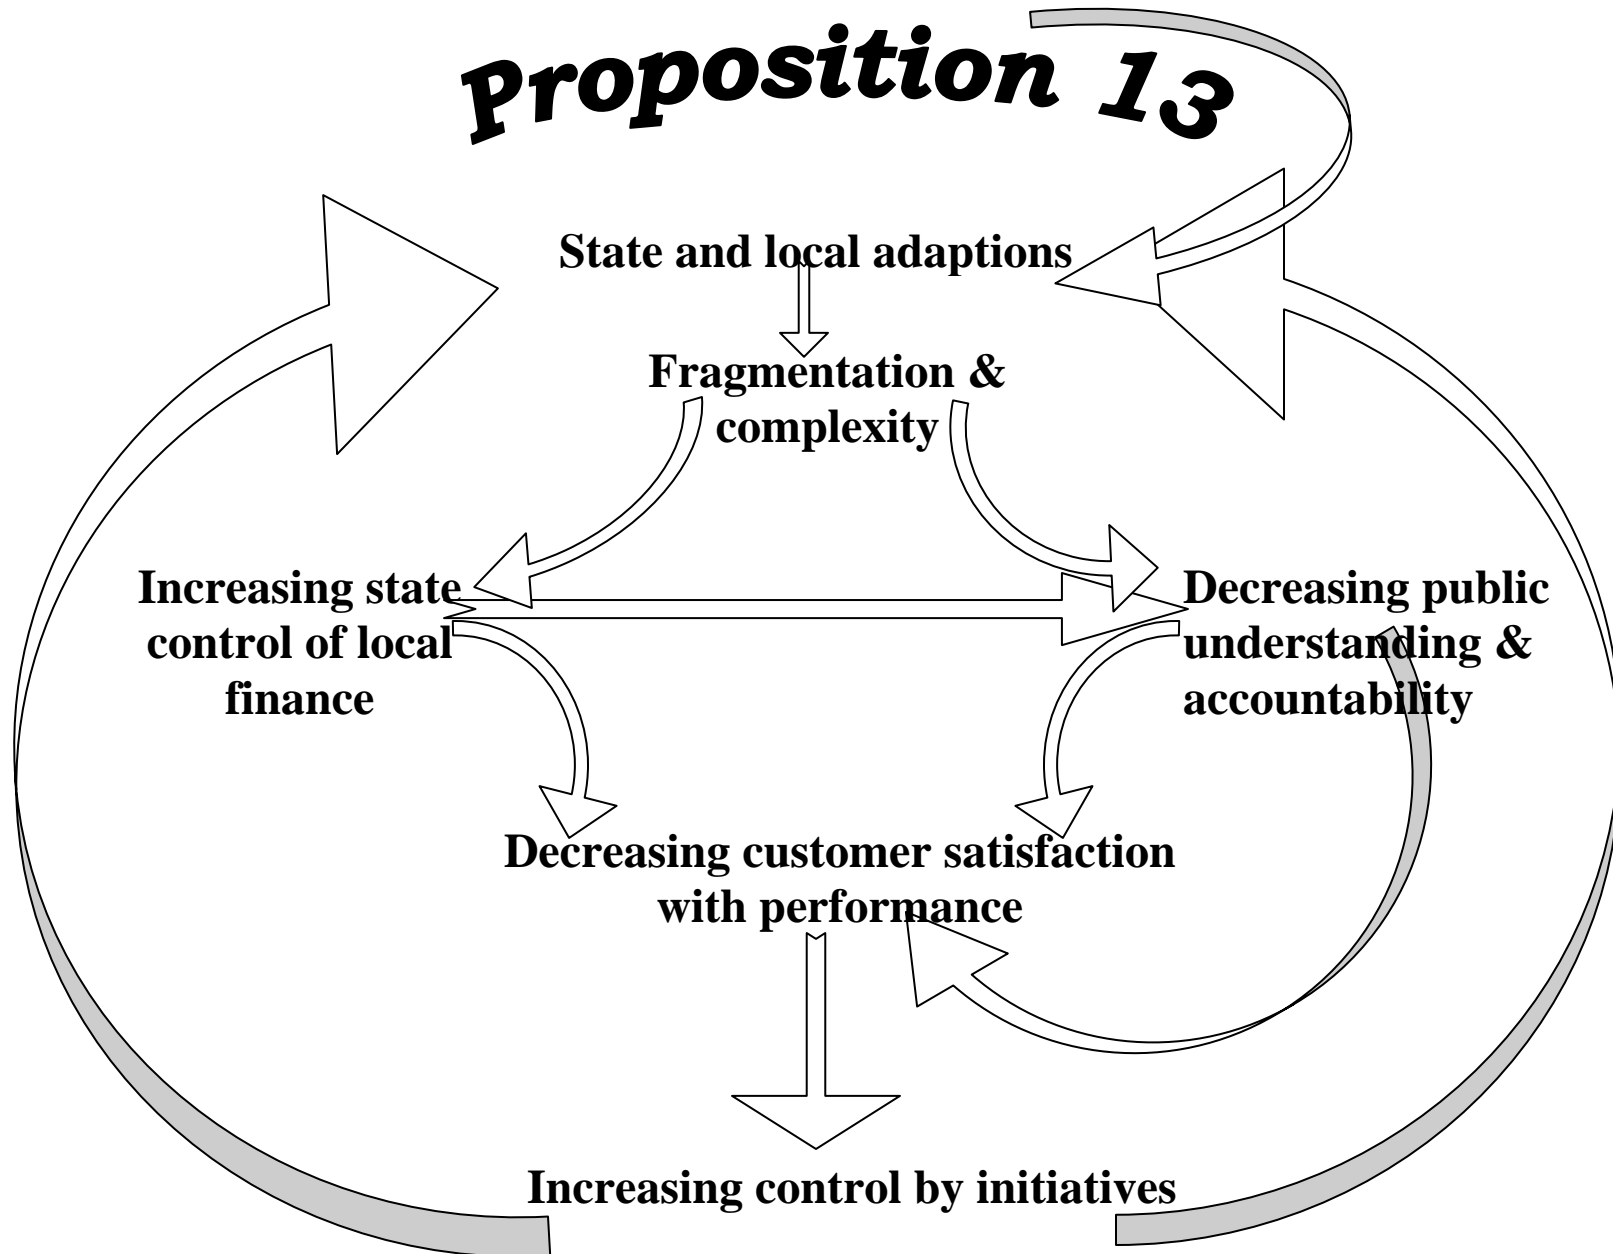 Proposition 13
State and local adaptions
Fragmentation &
complexity
Increasing state
control of local
finance
Decreasing public
understanding &
accountability
Decreasing customer satisfaction
with performance
Increasing control by initiatives